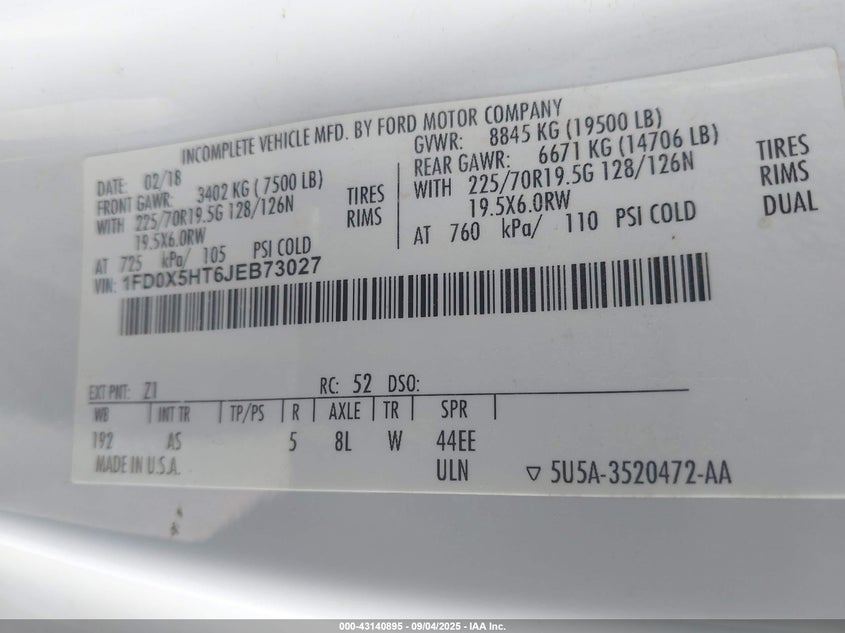 INCOMPLETE VEHICLE MFD. BY FORD MOTOR COMPANY
DATE: 02/18
FRONT GAWR: 3402 KG (7500 LB)
WITH 225/70R19.5G 128/126N TIRES
19.5X6.0RW RIMS
AT 725 kPa/ 105 PSI COLD
GVWR: 8845 KG (19500 LB)
REAR GAWR: 6671 KG (14706 LB)
WITH 225/70R19.5G 128/126N TIRES
19.5X6.0RW RIMS
AT 760 kPa/ 110 PSI COLD DUAL
VIN: 1FD0X5HT6JEB73027
EXT PNT: Z1 RC: 52 DSO:
WB INT TR TP/PS R AXLE TR SPR
192 AS 5 8L W 44EE
MADE IN U.S.A. ULN 5U5A-3520472-AA
000-43140895 - 09/04/2025 - IAA Inc.